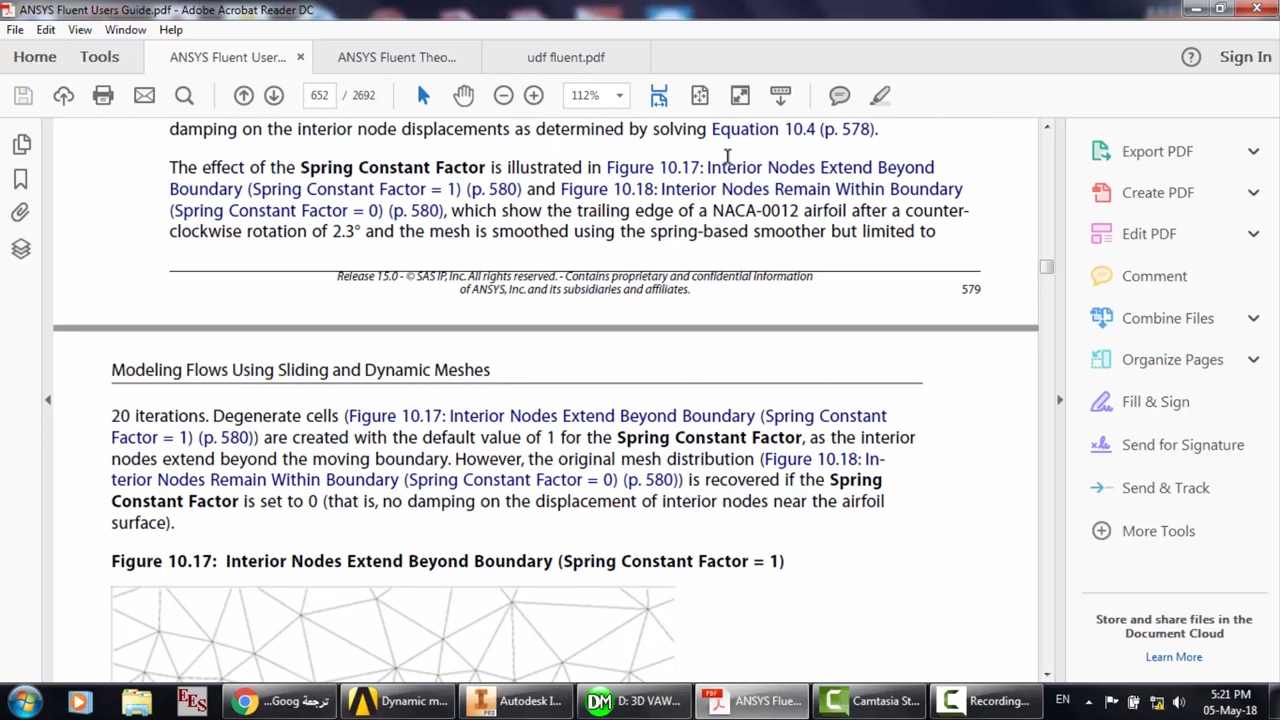 ANSYS Fluent Users Guide.pdf - Adobe Acrobat Reader DC
File Edit View Window Help
Home Tools ANSYS Fluent User... × ANSYS Fluent Theo... udf fluent.pdf Sign In
652 / 2692 112%
damping on the interior node displacements as determined by solving Equation 10.4 (p. 578).
The effect of the Spring Constant Factor is illustrated in Figure 10.17: Interior Nodes Extend Beyond
Boundary (Spring Constant Factor = 1) (p. 580) and Figure 10.18: Interior Nodes Remain Within Boundary
(Spring Constant Factor = 0) (p. 580), which show the trailing edge of a NACA-0012 airfoil after a counter-
clockwise rotation of 2.3° and the mesh is smoothed using the spring-based smoother but limited to
Release 15.0 - © SAS IP, Inc. All rights reserved. - Contains proprietary and confidential information
of ANSYS, Inc. and its subsidiaries and affiliates.
579
Modeling Flows Using Sliding and Dynamic Meshes
20 iterations. Degenerate cells (Figure 10.17: Interior Nodes Extend Beyond Boundary (Spring Constant
Factor = 1) (p. 580)) are created with the default value of 1 for the Spring Constant Factor, as the interior
nodes extend beyond the moving boundary. However, the original mesh distribution (Figure 10.18: In-
terior Nodes Remain Within Boundary (Spring Constant Factor = 0) (p. 580)) is recovered if the Spring
Constant Factor is set to 0 (that is, no damping on the displacement of interior nodes near the airfoil
surface).
Figure 10.17: Interior Nodes Extend Beyond Boundary (Spring Constant Factor = 1)
Export PDF
Create PDF
Edit PDF
Comment
Combine Files
Organize Pages
Fill & Sign
Send for Signature
Send & Track
More Tools
Store and share files in the
Document Cloud
Learn More
EES ترجمة Goog... Dynamic m... PRO Autodesk I... DM D: 3D VAW... PDF ANSYS Flue... Camtasia St... Recording... EN
5:21 PM
05-May-18